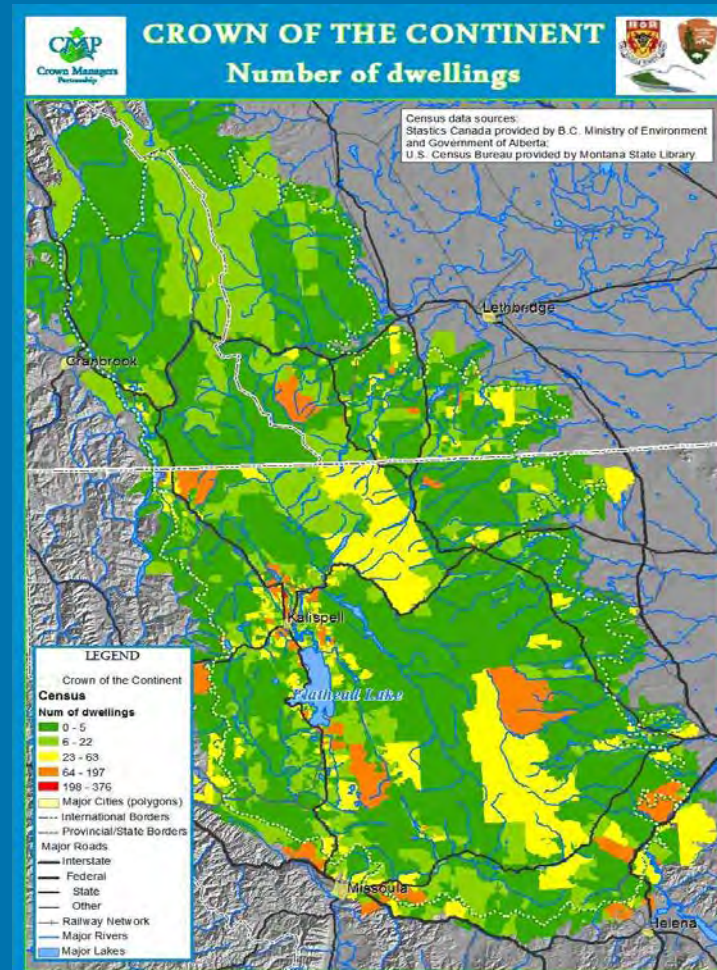 CMP
Crown Managers
Partnership
CROWN OF THE CONTINENT
Number of dwellings
Census data sources:
Stastics Canada provided by B.C. Ministry of Environment
and Government of Alberta;
U.S. Census Bureau provided by Montana State Library
Lethbridge
Cranbrook
Kalispell
Flathead Lake
Missoula
Helena
LEGEND
Crown of the Continent
Census
Num of dwellings
0 - 5
6 - 22
23 - 63
64 - 197
198 - 376
Major Cities (polygons)
International Borders
Provincial/State Borders
Major Roads
Interstate
Federal
State
Other
Railway Network
Major Rivers
Major Lakes